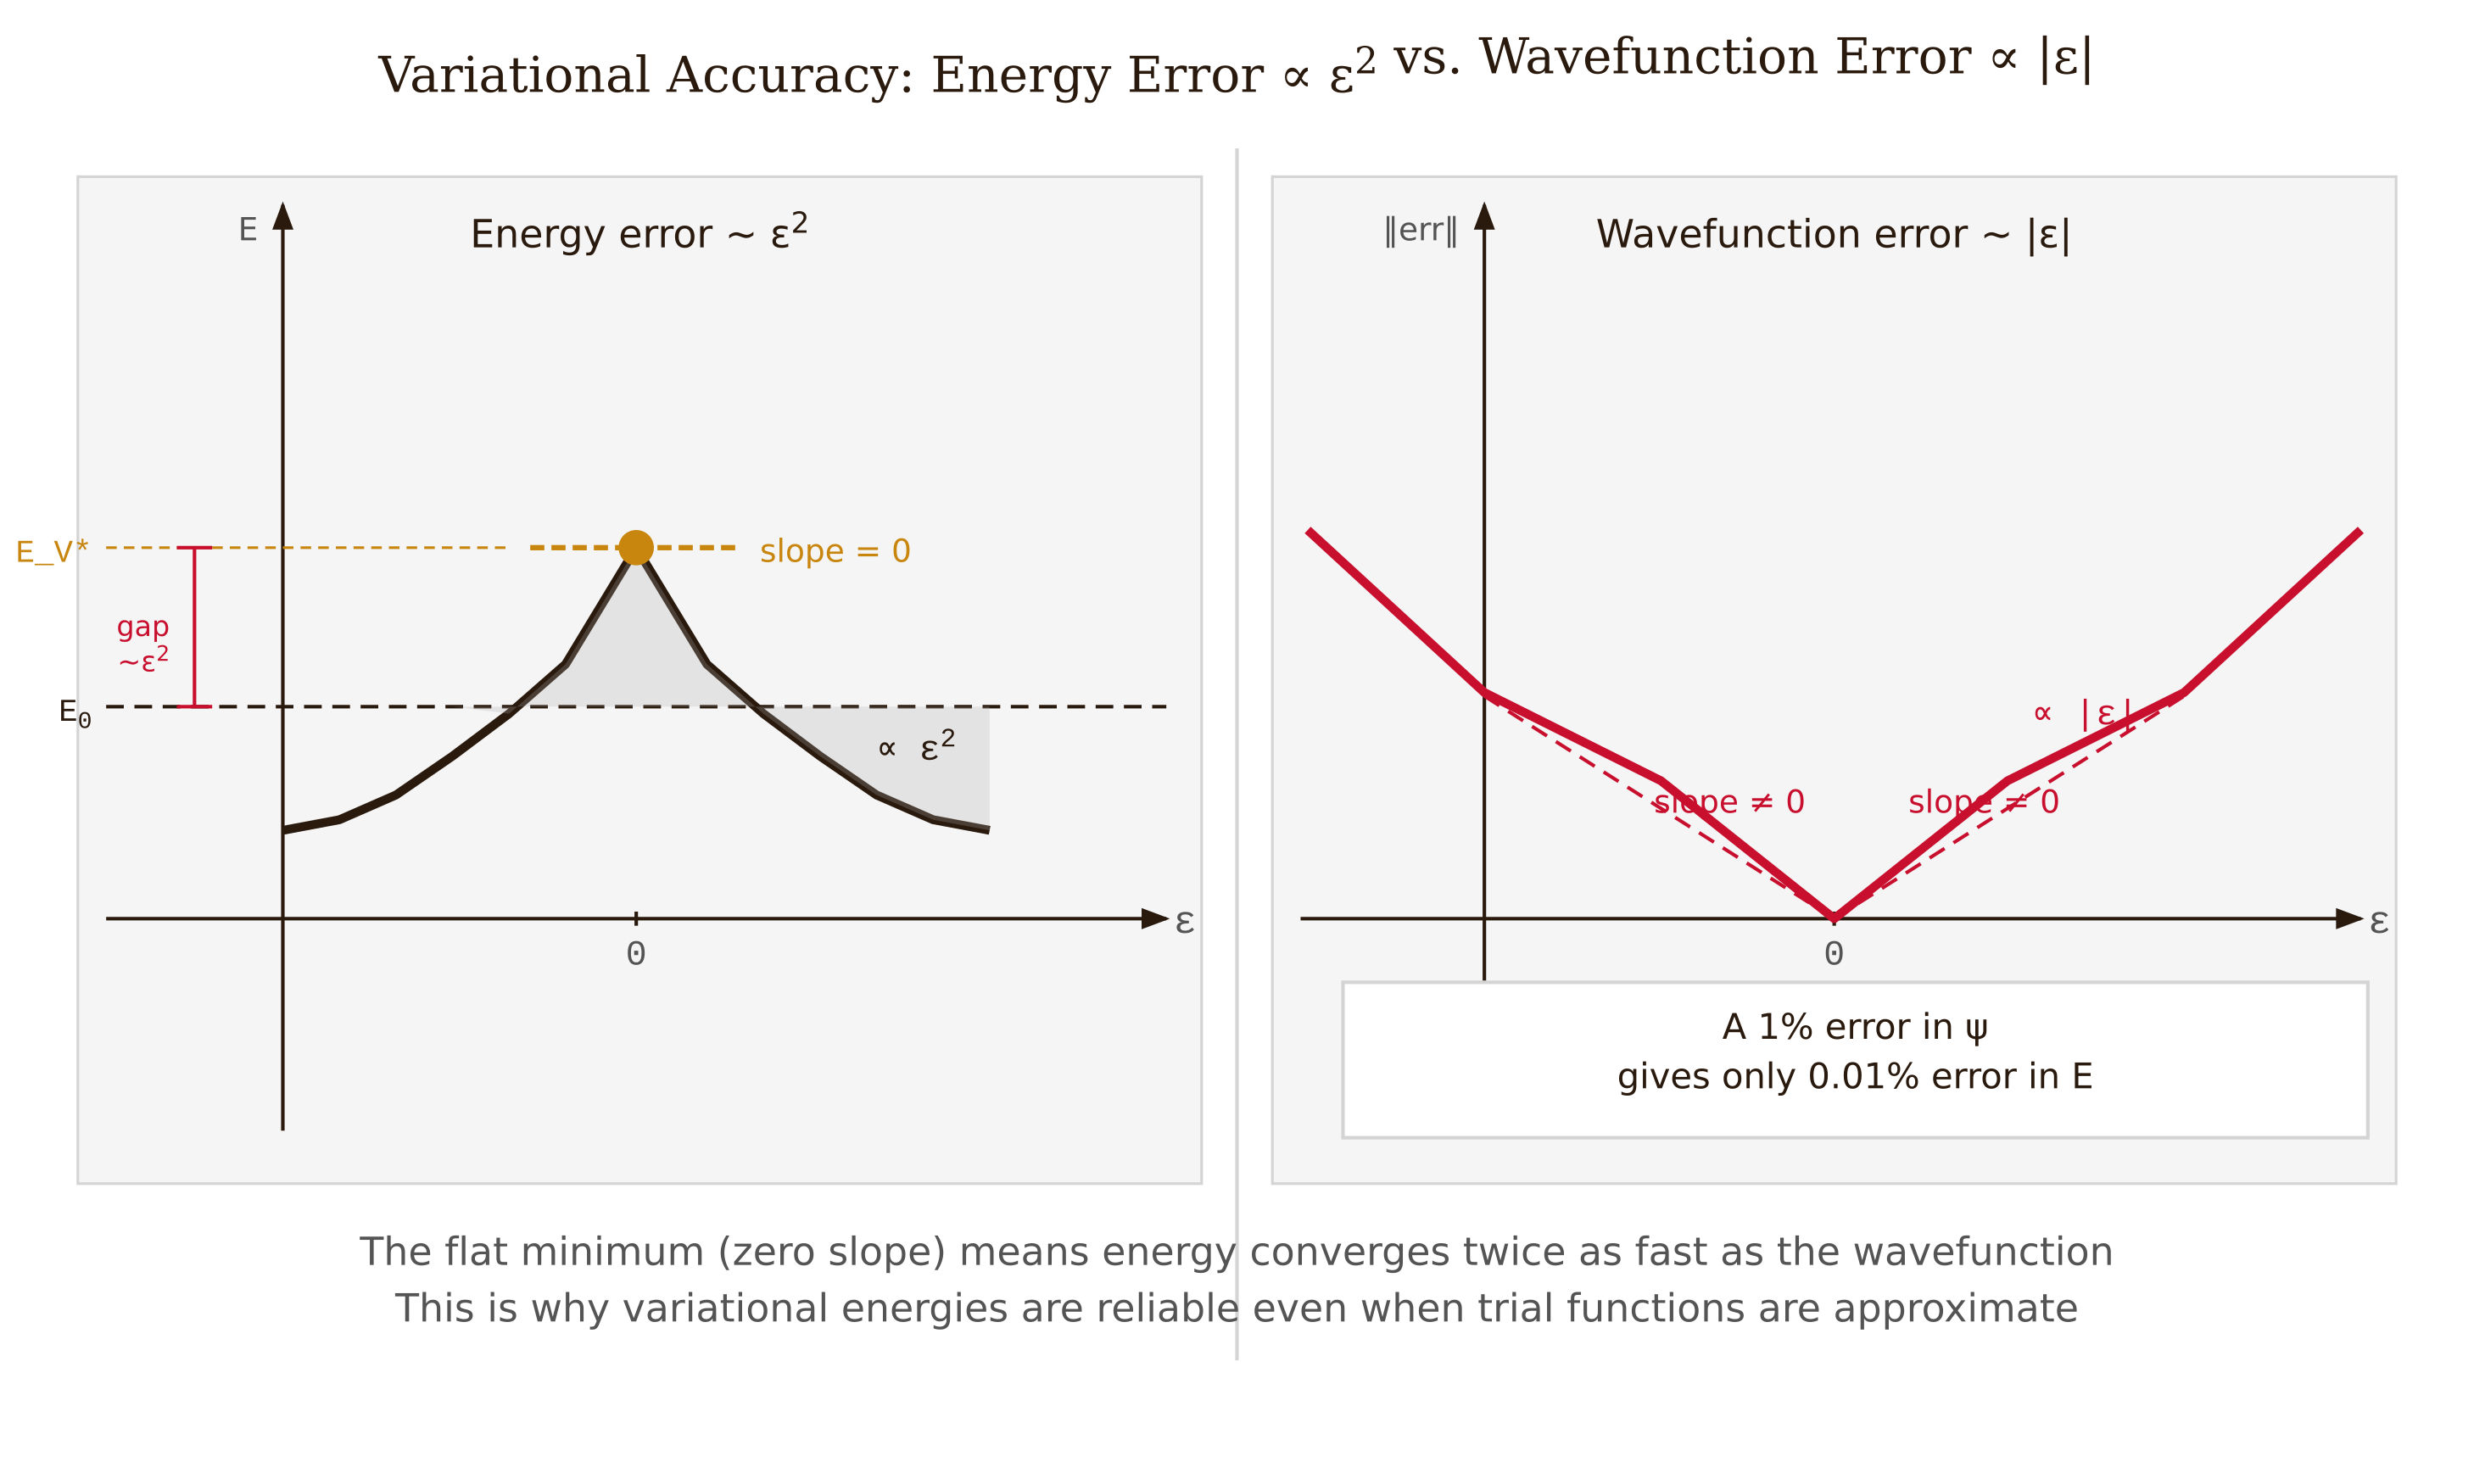 Variational Accuracy: Energy Error ∝ ε² vs. Wavefunction Error ∝ |ε|
E
Energy error ~ ε²
E_V*
slope = 0
gap
~ε²
E₀
∝ ε²
0
ε
‖err‖
Wavefunction error ~ |ε|
∝ |ε|
slope ≠ 0
slope ≠ 0
0
ε
A 1% error in ψ
gives only 0.01% error in E
The flat minimum (zero slope) means energy converges twice as fast as the wavefunction
This is why variational energies are reliable even when trial functions are approximate